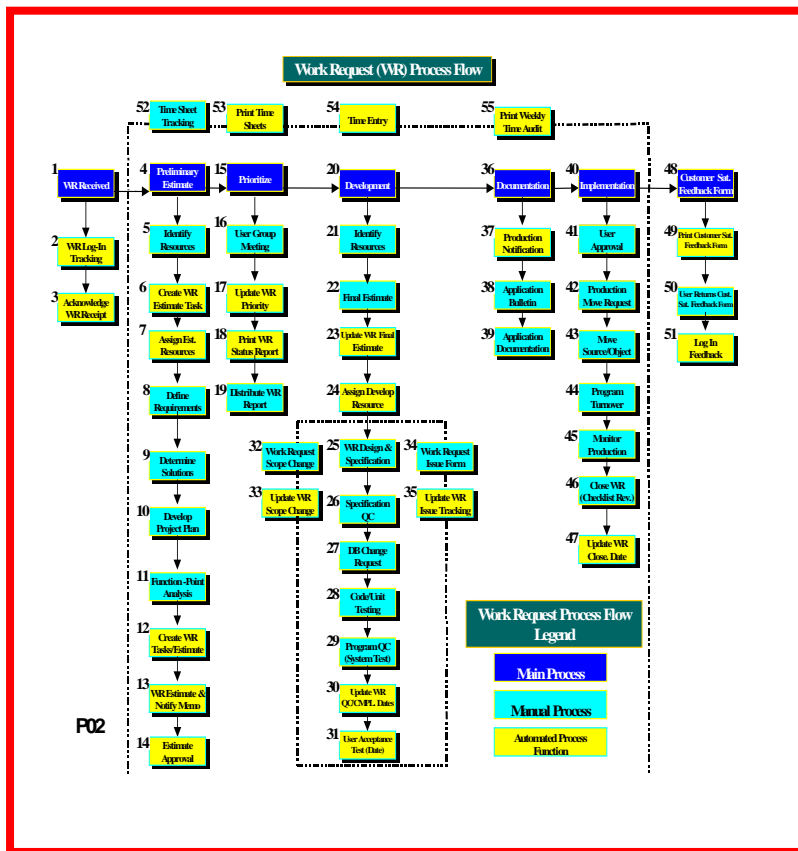 Work Request (WR) Process Flow
52
Time Sheet
Tracking
53
Print Time
Sheets
54
Time Entry
55
Print Weekly
Time Audit
1
WR Received
4
Preliminary
Estimate
15
Prioritize
20
Development
36
Documentation
40
Implementation
48
Customer Sat.
Feedback Form
2
WR Log-In
Tracking
3
Acknowledge
WR Receipt
5
Identify
Resources
6
Create WR
Estimate Task
7
Assign Est.
Resources
8
Define
Requirements
9
Determine
Solutions
10
Develop
Project Plan
11
Function -Point
Analysis
12
Create WR
Tasks/Estimate
13
WR Estimate &
Notify Memo
14
Estimate
Approval
16
User Group
Meeting
17
Update WR
Priority
18
Print WR
Status Report
19
Distribute WR
Report
21
Identify
Resources
22
Final Estimate
23
Update WR Final
Estimate
24
Assign Develop
Resource
32
Work Request
Scope Change
33
Update WR
Scope Change
25
WR Design &
Specification
26
Specification
QC
27
DB Change
Request
28
Code/Unit
Testing
29
Program QC
(System Test)
30
Update WR
QC/CMPL. Dates
31
User Acceptance
Test (Date)
34
Work Request
Issue Form
35
Update WR
Issue Tracking
37
Production
Notification
38
Application
Bulletin
39
Application
Documentation
41
User
Approval
42
Production
Move Request
43
Move
Source/Object
44
Program
Turnover
45
Monitor
Production
46
Close WR
(Checklist Rev.)
47
Update WR
Close. Date
49
Print Customer Sat.
Feedback Form
50
User Returns Cust.
Sat. Feedback Form
51
Log In
Feedback
Work Request Process Flow
Legend
Main Process
Manual Process
Automated Process
Function
P02